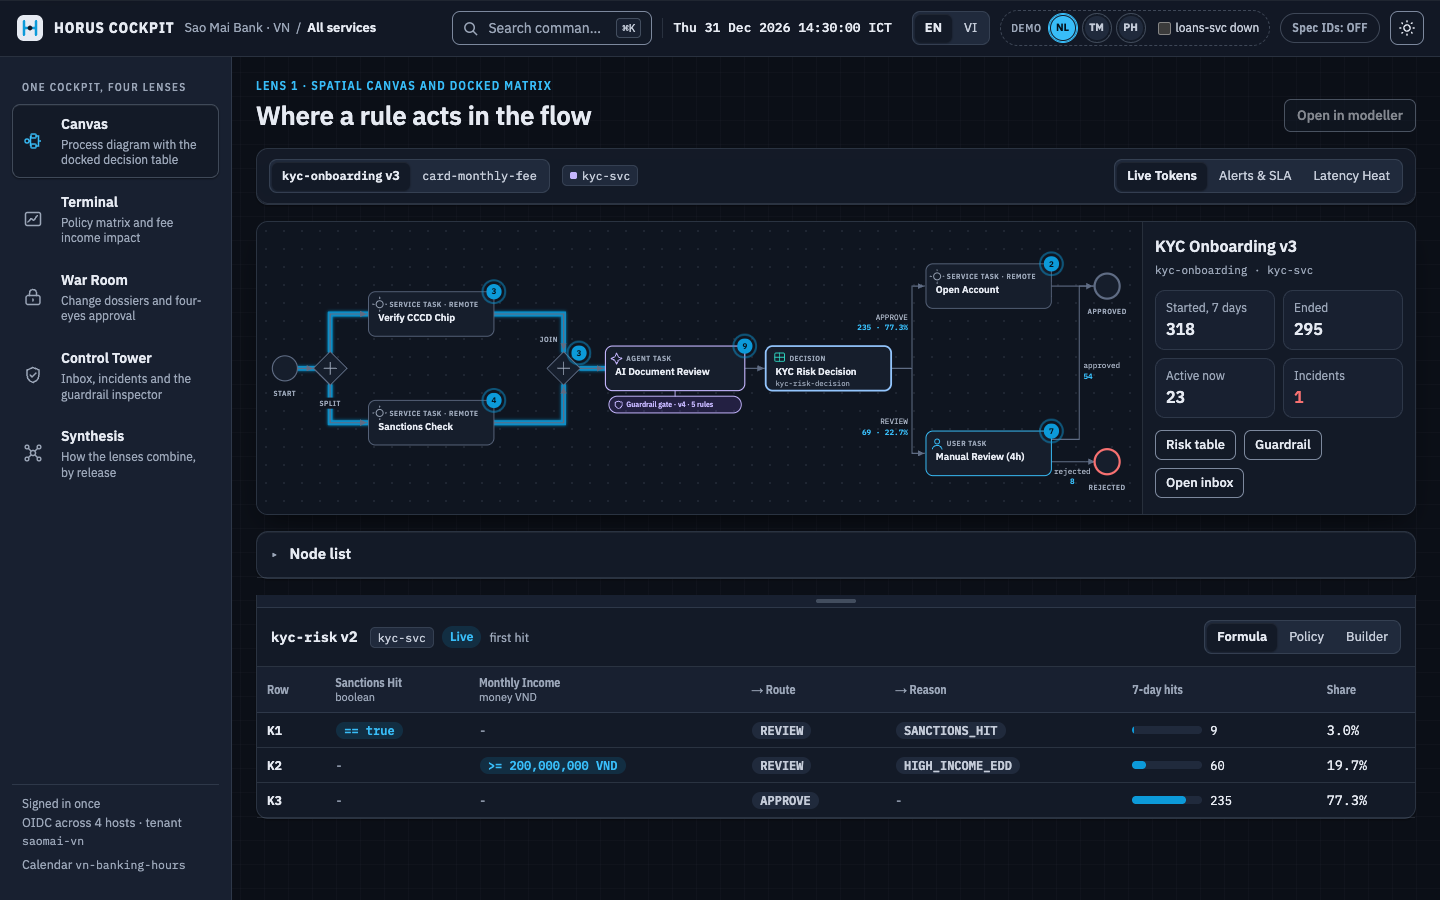 HORUS COCKPIT
Sao Mai Bank · VN / All services
Search comman... ⌘K
Thu 31 Dec 2026 14:30:00 ICT
EN VI
DEMO NL TM PH loans-svc down
Spec IDs: OFF
ONE COCKPIT, FOUR LENSES
Canvas
Process diagram with the
docked decision table
Terminal
Policy matrix and fee
income impact
War Room
Change dossiers and four-
eyes approval
Control Tower
Inbox, incidents and the
guardrail inspector
Synthesis
How the lenses combine,
by release
Signed in once
OIDC across 4 hosts · tenant
saomai-vn
Calendar vn-banking-hours
LENS 1 · SPATIAL CANVAS AND DOCKED MATRIX
Where a rule acts in the flow
Open in modeller
kyc-onboarding v3 card-monthly-fee kyc-svc
Live Tokens Alerts & SLA Latency Heat
START
SPLIT
3
SERVICE TASK · REMOTE
Verify CCCD Chip
4
SERVICE TASK · REMOTE
Sanctions Check
JOIN
3
9
AGENT TASK
AI Document Review
Guardrail gate · v4 · 5 rules
DECISION
KYC Risk Decision
kyc-risk-decision
APPROVE
235 · 77.3%
REVIEW
69 · 22.7%
2
SERVICE TASK · REMOTE
Open Account
APPROVED
approved
54
7
USER TASK
Manual Review (4h)
rejected
8
REJECTED
KYC Onboarding v3
kyc-onboarding · kyc-svc
Started, 7 days
318
Ended
295
Active now
23
Incidents
1
Risk table
Guardrail
Open inbox
Node list
kyc-risk v2 kyc-svc Live first hit
Formula Policy Builder
Row
Sanctions Hit
boolean
Monthly Income
money VND
→ Route
→ Reason
7-day hits
Share
K1 == true - REVIEW SANCTIONS_HIT 9 3.0%
K2 - >= 200,000,000 VND REVIEW HIGH_INCOME_EDD 60 19.7%
K3 - - APPROVE - 235 77.3%